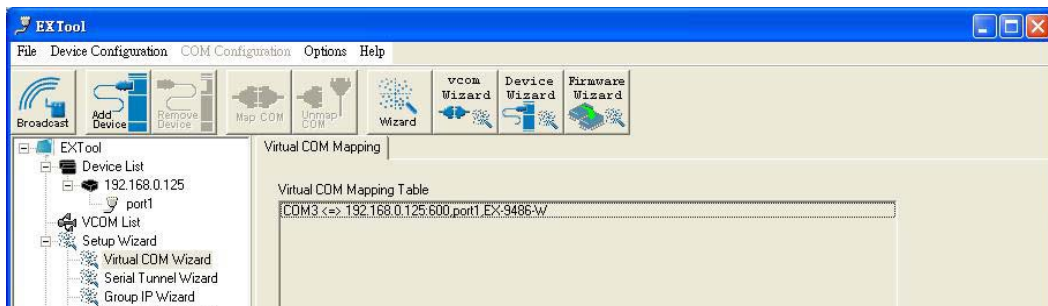 EXTool
File Device Configuration COM Configuration Options Help
Broadcast
Add Device
Remove Device
Map COM
Unmap COM
Wizard
vcom Wizard
Device Wizard
Firmware Wizard
EXTool
Device List
192.168.0.125
port1
VCOM List
Setup Wizard
Virtual COM Wizard
Serial Tunnel Wizard
Group IP Wizard
Virtual COM Mapping
Virtual COM Mapping Table
COM3 <=> 192.168.0.125:600,port1,EX-9486-W